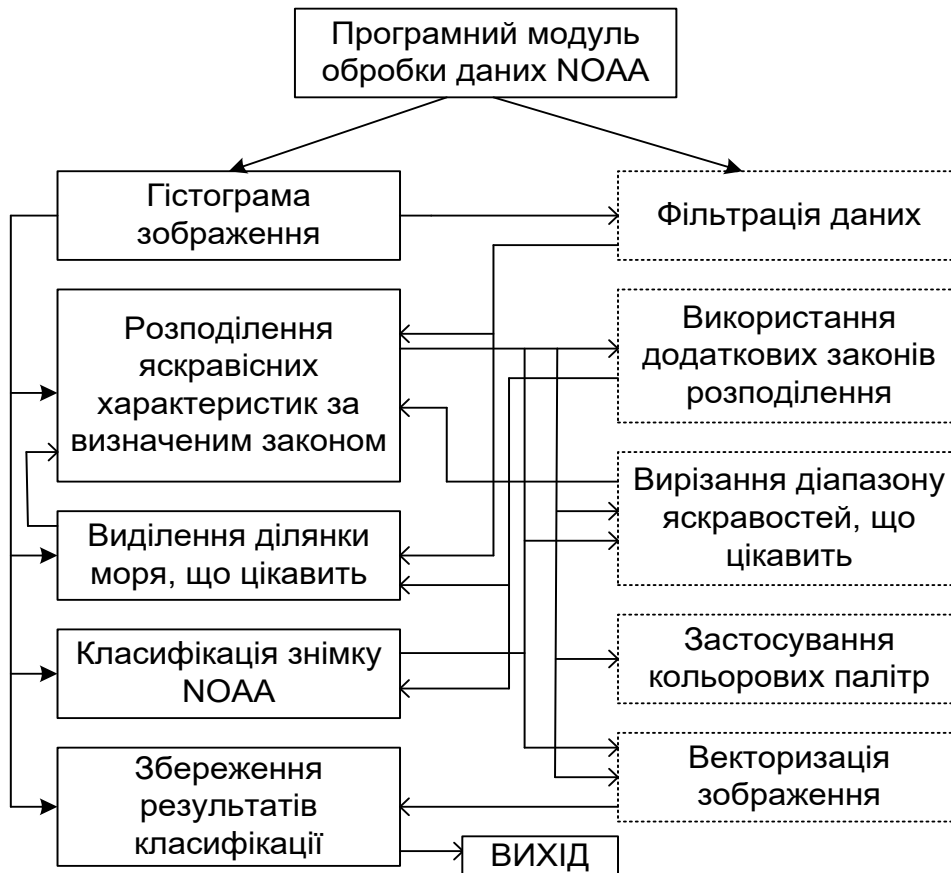 Програмний модуль
обробки даних NOAA
Гістограма
зображення
Фільтрація даних
Розподілення
яскравісних
характеристик за
визначеним законом
Використання
додаткових законів
розподілення
Вирізання діапазону
яскравостей, що
цікавить
Виділення ділянки
моря, що цікавить
Класифікація знімку
NOAA
Застосування
кольорових палітр
Збереження
результатів
класифікації
Векторизація
зображення
ВИХІД